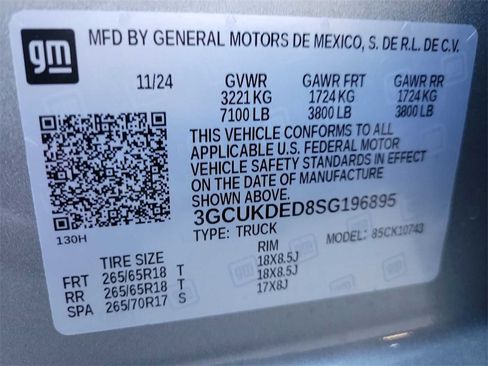 gm MFD BY GENERAL MOTORS DE MEXICO, S. DE R.L. DE C.V.
11/24 GVWR GAWR FRT GAWR RR
3221 KG 1724 KG 1724 KG
7100 LB 3800 LB 3800 LB
THIS VEHICLE CONFORMS TO ALL
APPLICABLE U.S. FEDERAL MOTOR
VEHICLE SAFETY STANDARDS IN EFFECT
ON THE DATE OF MANUFACTURE
SHOWN ABOVE.
3GCUKDED8SG196895
130H TYPE: TRUCK MODEL: 85CK10743
TIRE SIZE RIM
FRT 265/65R18 T 18X8.5J
RR 265/65R18 T 18X8.5J
SPA 265/70R17 S 17X8J